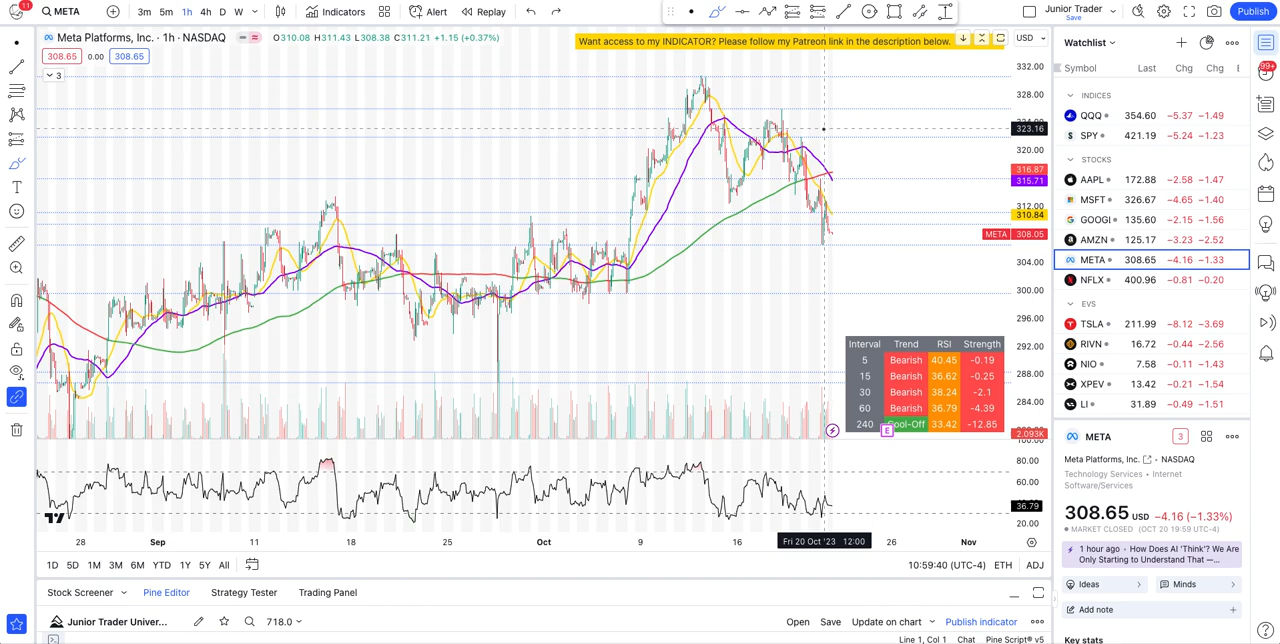 11 META 3m 5m 1h 4h D W Indicators Alert Replay Junior Trader Save Publish
Meta Platforms, Inc. · 1h · NASDAQ O310.08 H311.43 L308.38 C311.21 +1.15 (+0.37%)
Want access to my INDICATOR? Please follow my Patreon link in the description below.
USD
308.65 0.00 308.65
3
332.00
328.00
323.16
320.00
316.87
315.71
312.00
310.84
META 308.05
304.00
300.00
296.00
292.00
288.00
284.00
2.093K
80.00
60.00
36.79
20.00
Interval Trend RSI Strength
5 Bearish 40.45 -0.19
15 Bearish 36.62 -0.25
30 Bearish 38.24 -2.1
60 Bearish 36.79 -4.39
240 Cool-Off 33.42 -12.85
E
28 Sep 11 18 25 Oct 9 16 Fri 20 Oct '23 12:00 26 Nov
1D 5D 1M 3M 6M YTD 1Y 5Y All 10:59:40 (UTC-4) ETH ADJ
Stock Screener Pine Editor Strategy Tester Trading Panel
Junior Trader Univer... 718.0 Open Save Update on chart Publish indicator
Line 1, Col 1 Chat Pine Script® v5
Watchlist
Symbol Last Chg Chg
INDICES
QQQ 354.60 −5.37 −1.49
SPY 421.19 −5.24 −1.23
STOCKS
AAPL 172.88 −2.58 −1.47
MSFT 326.67 −4.65 −1.40
GOOGL 135.60 −2.15 −1.56
AMZN 125.17 −3.23 −2.52
META 308.65 −4.16 −1.33
NFLX 400.96 −0.81 −0.20
EVS
TSLA 211.99 −8.12 −3.69
RIVN 16.72 −0.44 −2.56
NIO 7.58 −0.11 −1.43
XPEV 13.42 −0.21 −1.54
LI 31.89 −0.49 −1.51
META 3
Meta Platforms, Inc. NASDAQ
Technology Services • Internet
Software/Services
308.65 USD −4.16 (−1.33%)
MARKET CLOSED (OCT 20 19:59 UTC-4)
1 hour ago · How Does AI 'Think'? We Are
Only Starting to Understand That —...
Ideas Minds
Add note
Key stats
99+